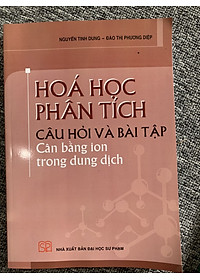 NGUYỄN TINH DUNG - ĐÀO THỊ PHƯƠNG DIỆP
HOÁ HỌC
PHÂN TÍCH
CÂU HỎI VÀ BÀI TẬP
Cân bằng ion
trong dung dịch
NHÀ XUẤT BẢN ĐẠI HỌC SƯ PHẠM